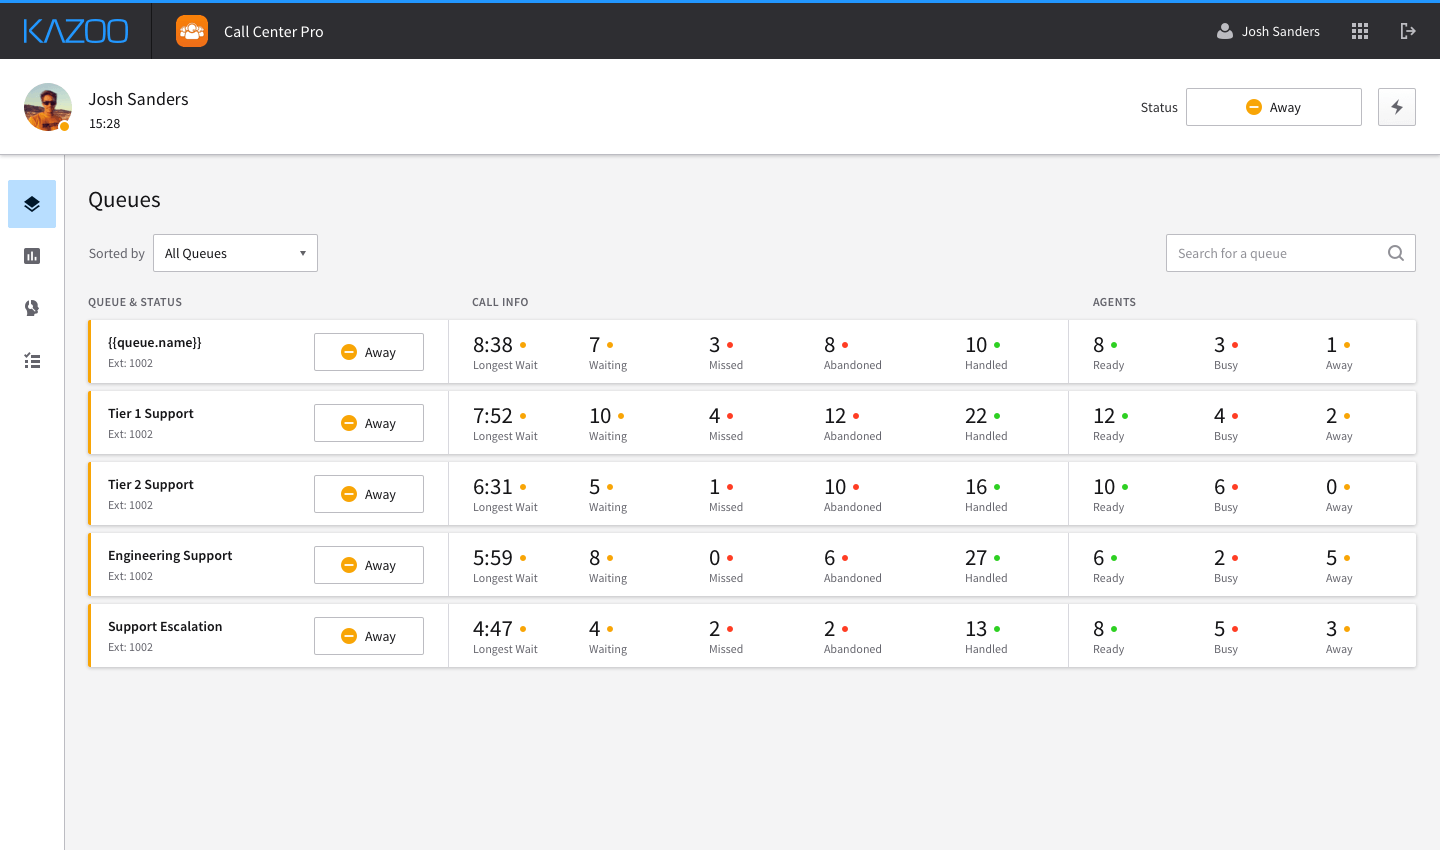 KAZOO Call Center Pro Josh Sanders
Josh Sanders
15:28
Status Away
Queues
Sorted by All Queues Search for a queue
QUEUE & STATUS CALL INFO AGENTS
{{queue.name}} Away 8:38 7 3 8 10 8 3 1
Ext: 1002 Longest Wait Waiting Missed Abandoned Handled Ready Busy Away
Tier 1 Support Away 7:52 10 4 12 22 12 4 2
Ext: 1002 Longest Wait Waiting Missed Abandoned Handled Ready Busy Away
Tier 2 Support Away 6:31 5 1 10 16 10 6 0
Ext: 1002 Longest Wait Waiting Missed Abandoned Handled Ready Busy Away
Engineering Support Away 5:59 8 0 6 27 6 2 5
Ext: 1002 Longest Wait Waiting Missed Abandoned Handled Ready Busy Away
Support Escalation Away 4:47 4 2 2 13 8 5 3
Ext: 1002 Longest Wait Waiting Missed Abandoned Handled Ready Busy Away